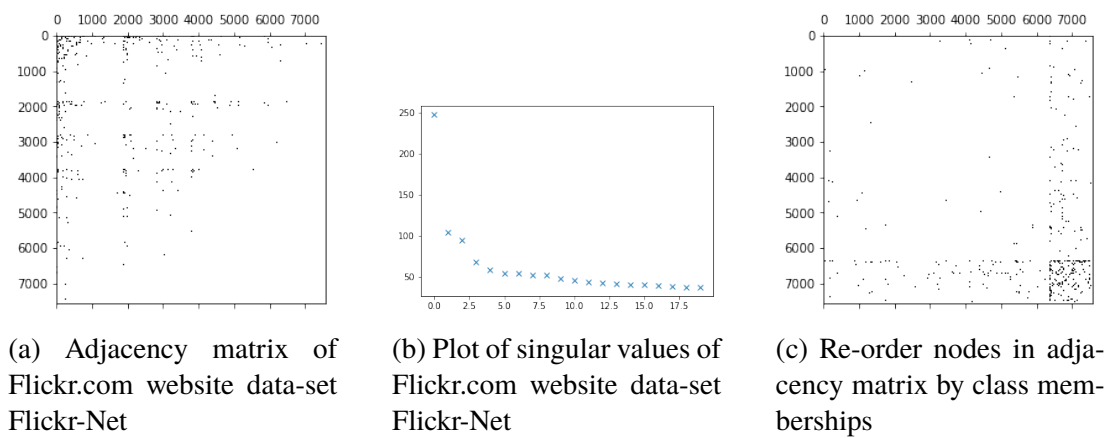 0 1000 2000 3000 4000 5000 6000 7000
0
1000
2000
3000
4000
5000
6000
7000
250
200
150
100
50
0.0 2.5 5.0 7.5 10.0 12.5 15.0 17.5
0 1000 2000 3000 4000 5000 6000 7000
0
1000
2000
3000
4000
5000
6000
7000
(a) Adjacency matrix of
Flickr.com website data-set
Flickr-Net
(b) Plot of singular values of
Flickr.com website data-set
Flickr-Net
(c) Re-order nodes in adja-
cency matrix by class mem-
berships